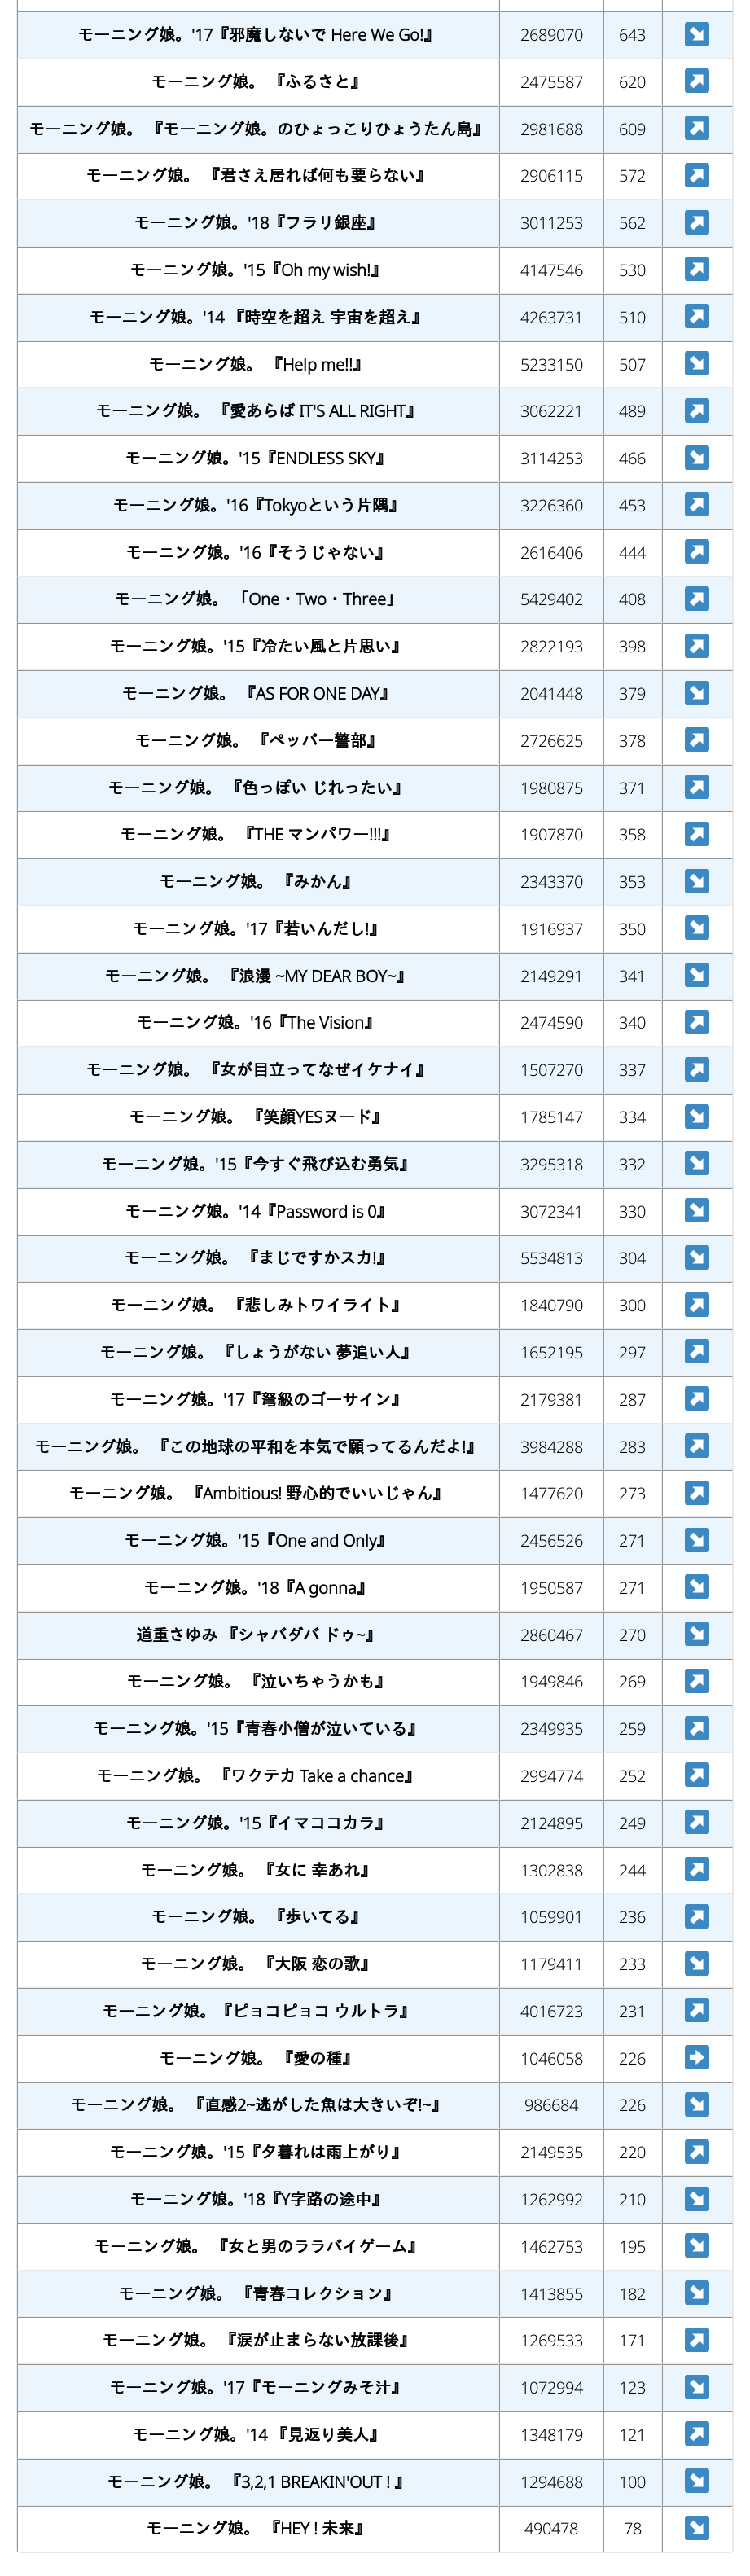 モーニング娘。'17『邪魔しないで Here We Go!』 2689070 643 ↘
モーニング娘。 『ふるさと』 2475587 620 ↗
モーニング娘。 『モーニング娘。のひょっこりひょうたん島』 2981688 609 ↗
モーニング娘。 『君さえ居れば何も要らない』 2906115 572 ↗
モーニング娘。'18『フラリ銀座』 3011253 562 ↗
モーニング娘。'15『Oh my wish!』 4147546 530 ↗
モーニング娘。'14 『時空を超え 宇宙を超え』 4263731 510 ↗
モーニング娘。 『Help me!!』 5233150 507 ↘
モーニング娘。 『愛あらば IT'S ALL RIGHT』 3062221 489 ↗
モーニング娘。'15『ENDLESS SKY』 3114253 466 ↘
モーニング娘。'16『Tokyoという片隅』 3226360 453 ↗
モーニング娘。'16『そうじゃない』 2616406 444 ↗
モーニング娘。 「One・Two・Three」 5429402 408 ↗
モーニング娘。'15『冷たい風と片思い』 2822193 398 ↗
モーニング娘。 『AS FOR ONE DAY』 2041448 379 ↘
モーニング娘。 『ペッパー警部』 2726625 378 ↗
モーニング娘。 『色っぽい じれったい』 1980875 371 ↗
モーニング娘。 『THE マンパワー!!!』 1907870 358 ↗
モーニング娘。 『みかん』 2343370 353 ↘
モーニング娘。'17『若いんだし!』 1916937 350 ↘
モーニング娘。 『浪漫 ~MY DEAR BOY~』 2149291 341 ↘
モーニング娘。'16『The Vision』 2474590 340 ↗
モーニング娘。 『女が目立ってなぜイケナイ』 1507270 337 ↗
モーニング娘。 『笑顔YESヌード』 1785147 334 ↘
モーニング娘。'15『今すぐ飛び込む勇気』 3295318 332 ↘
モーニング娘。'14『Password is 0』 3072341 330 ↘
モーニング娘。 『まじですかスカ!』 5534813 304 ↘
モーニング娘。 『悲しみトワイライト』 1840790 300 ↗
モーニング娘。 『しょうがない 夢追い人』 1652195 297 ↗
モーニング娘。'17『弩級のゴーサイン』 2179381 287 ↗
モーニング娘。 『この地球の平和を本気で願ってるんだよ!』 3984288 283 ↗
モーニング娘。 『Ambitious! 野心的でいいじゃん』 1477620 273 ↗
モーニング娘。'15『One and Only』 2456526 271 ↘
モーニング娘。'18『A gonna』 1950587 271 ↘
道重さゆみ 『シャバダバ ドゥ~』 2860467 270 ↘
モーニング娘。 『泣いちゃうかも』 1949846 269 ↗
モーニング娘。'15『青春小僧が泣いている』 2349935 259 ↗
モーニング娘。 『ワクテカ Take a chance』 2994774 252 ↗
モーニング娘。'15『イマココカラ』 2124895 249 ↗
モーニング娘。 『女に 幸あれ』 1302838 244 ↗
モーニング娘。 『歩いてる』 1059901 236 ↗
モーニング娘。 『大阪 恋の歌』 1179411 233 ↘
モーニング娘。『ピョコピョコ ウルトラ』 4016723 231 ↗
モーニング娘。 『愛の種』 1046058 226 ➡
モーニング娘。 『直感2~逃がした魚は大きいぞ!~』 986684 226 ↘
モーニング娘。'15『夕暮れは雨上がり』 2149535 220 ↗
モーニング娘。'18『Y字路の途中』 1262992 210 ↘
モーニング娘。 『女と男のララバイゲーム』 1462753 195 ↘
モーニング娘。 『青春コレクション』 1413855 182 ↘
モーニング娘。 『涙が止まらない放課後』 1269533 171 ↗
モーニング娘。'17『モーニングみそ汁』 1072994 123 ↘
モーニング娘。'14 『見返り美人』 1348179 121 ↗
モーニング娘。 『3,2,1 BREAKIN'OUT ! 』 1294688 100 ↘
モーニング娘。 『HEY ! 未来』 490478 78 ↘